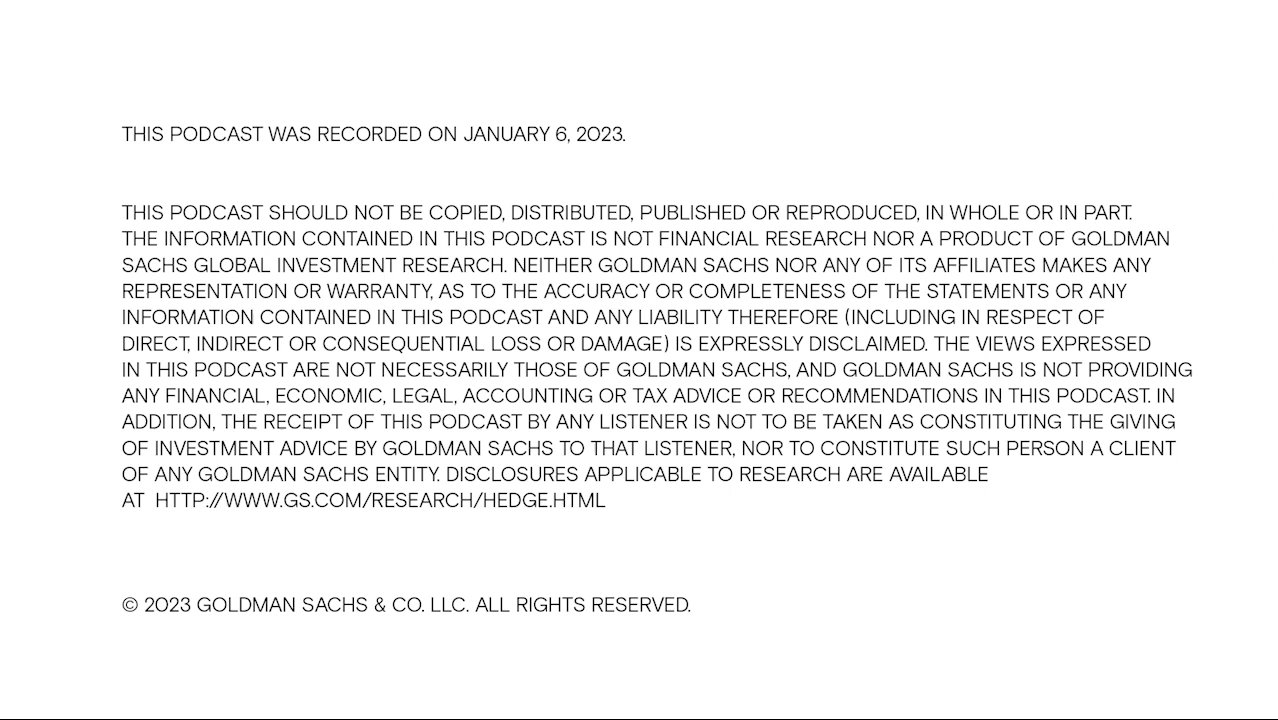 THIS PODCAST WAS RECORDED ON JANUARY 6, 2023.
THIS PODCAST SHOULD NOT BE COPIED, DISTRIBUTED, PUBLISHED OR REPRODUCED, IN WHOLE OR IN PART.
THE INFORMATION CONTAINED IN THIS PODCAST IS NOT FINANCIAL RESEARCH NOR A PRODUCT OF GOLDMAN
SACHS GLOBAL INVESTMENT RESEARCH. NEITHER GOLDMAN SACHS NOR ANY OF ITS AFFILIATES MAKES ANY
REPRESENTATION OR WARRANTY, AS TO THE ACCURACY OR COMPLETENESS OF THE STATEMENTS OR ANY
INFORMATION CONTAINED IN THIS PODCAST AND ANY LIABILITY THEREFORE (INCLUDING IN RESPECT OF
DIRECT, INDIRECT OR CONSEQUENTIAL LOSS OR DAMAGE) IS EXPRESSLY DISCLAIMED. THE VIEWS EXPRESSED
IN THIS PODCAST ARE NOT NECESSARILY THOSE OF GOLDMAN SACHS, AND GOLDMAN SACHS IS NOT PROVIDING
ANY FINANCIAL, ECONOMIC, LEGAL, ACCOUNTING OR TAX ADVICE OR RECOMMENDATIONS IN THIS PODCAST. IN
ADDITION, THE RECEIPT OF THIS PODCAST BY ANY LISTENER IS NOT TO BE TAKEN AS CONSTITUTING THE GIVING
OF INVESTMENT ADVICE BY GOLDMAN SACHS TO THAT LISTENER, NOR TO CONSTITUTE SUCH PERSON A CLIENT
OF ANY GOLDMAN SACHS ENTITY. DISCLOSURES APPLICABLE TO RESEARCH ARE AVAILABLE
AT HTTP://WWW.GS.COM/RESEARCH/HEDGE.HTML
© 2023 GOLDMAN SACHS & CO. LLC. ALL RIGHTS RESERVED.